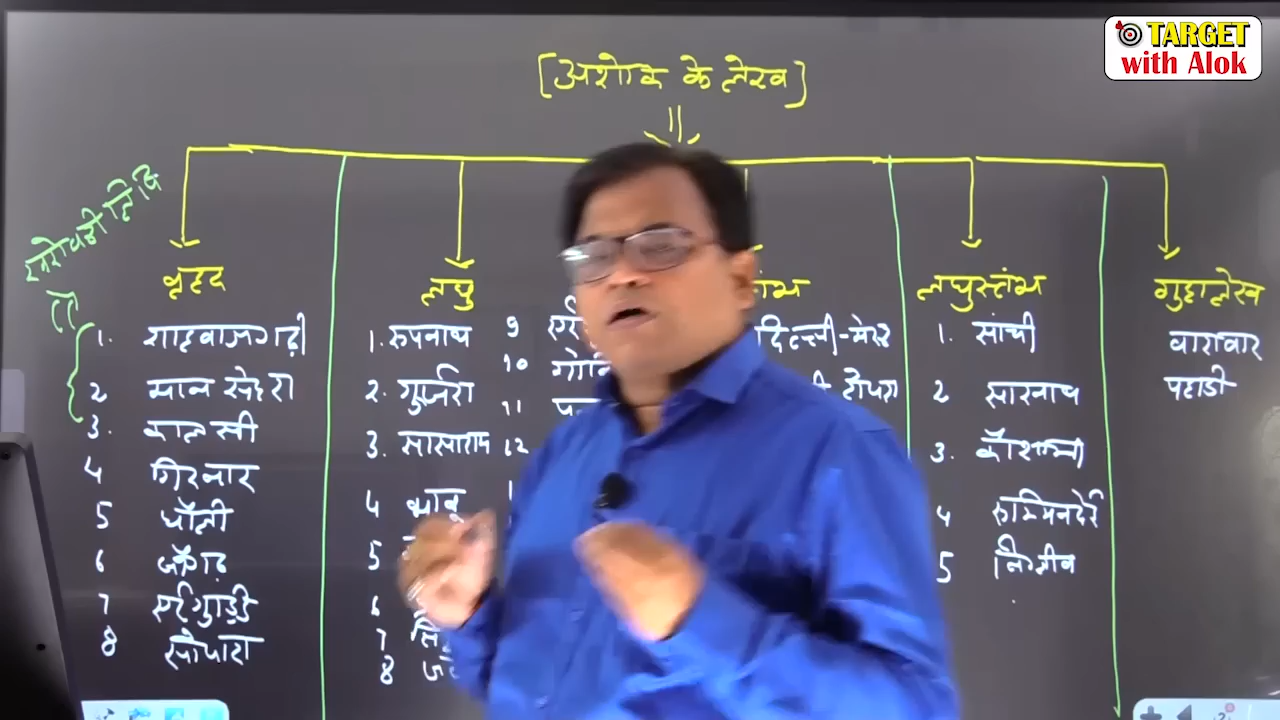 TARGET
with Alok
[अशोक के लेख]
खरोष्ठी लिपि
वृहद
लघु
लघुस्तंभ
गुहालेख
1. शाहबाजगढ़ी
2 मानसेहरा
3. कालसी
4 गिरनार
5 धौली
6 जौगढ़
7 एर्रगुड़ी
8 सोपारा
1. रुपनाथ
2. गुर्जरा
3. सासाराम
4 भाब्रू
5
6
7
8
9
10
11
12
दिल्ली-मेरठ
टोपरा
1. सांची
2 सारनाथ
3. कौशाम्बी
4 रुम्मिनदेई
5 निग्लीव
बाराबार
पहाडी